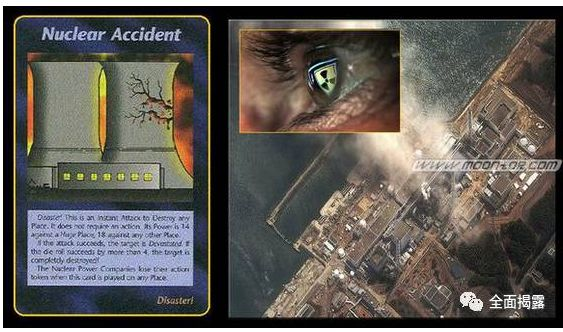 Nuclear Accident
Disaster! This is an Instant Attack to Destroy any
Place. It does not require an action. Its Power is 14
against a Huge Place, 18 against any other Place.
If the attack succeeds, the target is Devastated. If
the die roll succeeds by more than 4, the target is
completely destroyed!
The Nuclear Power Companies lose their action
token when this card is played on any Place.
Disaster!
www.moontor.com
全面揭露